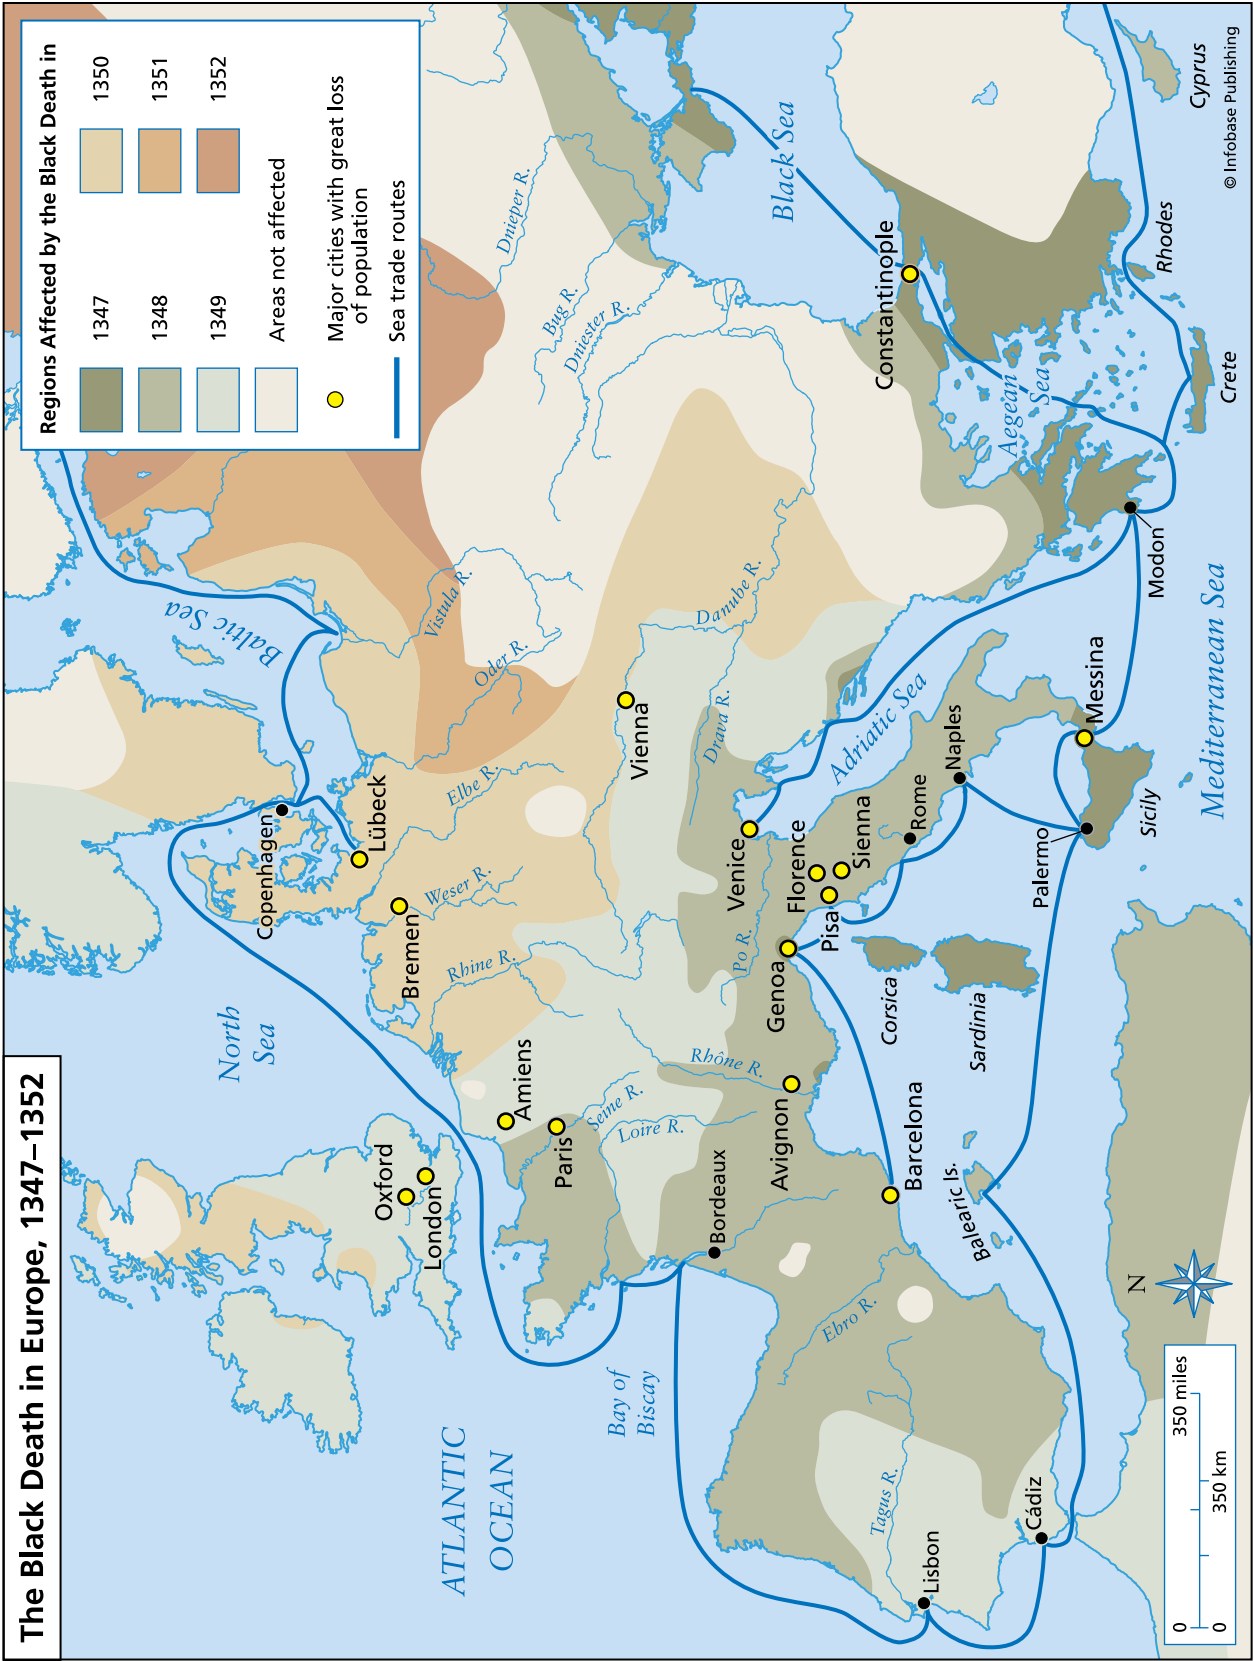 The Black Death in Europe, 1347–1352
Regions Affected by the Black Death in
1347
1348
1349
Areas not affected
1350
1351
1352
Major cities with great loss
of population
Sea trade routes
North
Sea
Baltic Sea
Copenhagen
Lübeck
Bremen
Oxford
London
Amiens
Paris
Vienna
Weser R.
Elbe R.
Rhine R.
Oder R.
Vistula R.
Bug R.
Dniester R.
Dnieper R.
Seine R.
Loire R.
Rhône R.
Danube R.
Drava R.
ATLANTIC
OCEAN
Bay of
Biscay
Bordeaux
Avignon
Genoa
Po R.
Venice
Florence
Pisa
Sienna
Rome
Naples
Adriatic Sea
Black Sea
Constantinople
Aegean
Sea
Ebro R.
Tagus R.
Lisbon
Cádiz
Barcelona
Balearic Is.
Corsica
Sardinia
Palermo
Messina
Sicily
Modon
Crete
Rhodes
Cyprus
Mediterranean Sea
N
0 350 miles
0 350 km
© Infobase Publishing